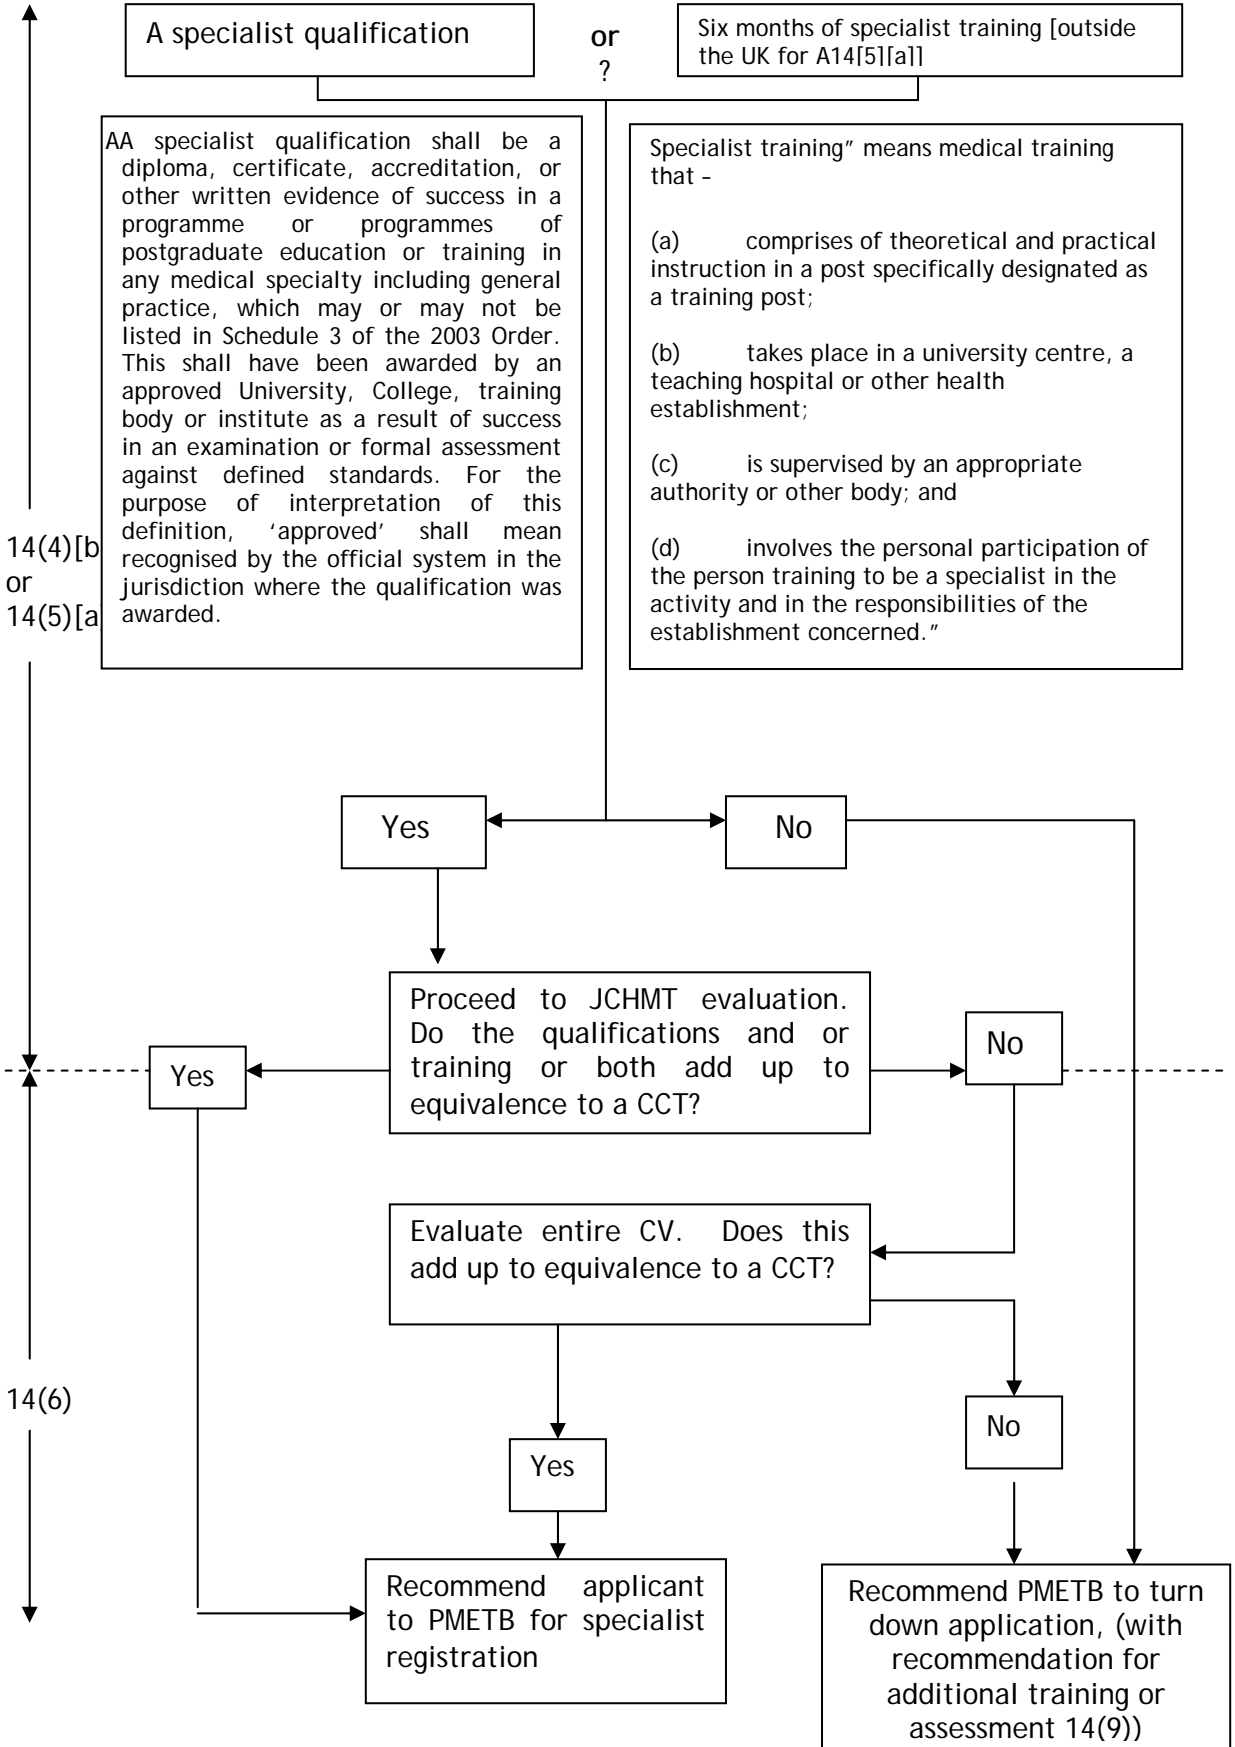 A specialist qualification
or
?
Six months of specialist training [outside
the UK for A14[5][a]]
AA specialist qualification shall be a
diploma, certificate, accreditation, or
other written evidence of success in a
programme or programmes of
postgraduate education or training in
any medical specialty including general
practice, which may or may not be
listed in Schedule 3 of the 2003 Order.
This shall have been awarded by an
approved University, College, training
body or institute as a result of success
in an examination or formal assessment
against defined standards. For the
purpose of interpretation of this
definition, ‘approved’ shall mean
recognised by the official system in the
jurisdiction where the qualification was
awarded.
Specialist training” means medical training
that –
(a) comprises of theoretical and practical
instruction in a post specifically designated as
a training post;
(b) takes place in a university centre, a
teaching hospital or other health
establishment;
(c) is supervised by an appropriate
authority or other body; and
(d) involves the personal participation of
the person training to be a specialist in the
activity and in the responsibilities of the
establishment concerned.”
14(4)[b
or
14(5)[a
Yes
No
Proceed to JCHMT evaluation.
Do the qualifications and or
training or both add up to
equivalence to a CCT?
Yes
No
Evaluate entire CV. Does this
add up to equivalence to a CCT?
14(6)
No
Yes
Recommend applicant
to PMETB for specialist
registration
Recommend PMETB to turn
down application, (with
recommendation for
additional training or
assessment 14(9))